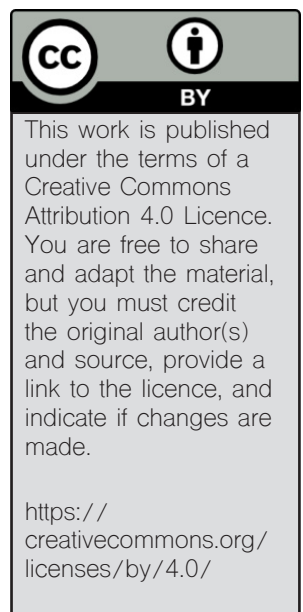 cc
BY
This work is published
under the terms of a
Creative Commons
Attribution 4.0 Licence.
You are free to share
and adapt the material,
but you must credit
the original author(s)
and source, provide a
link to the licence, and
indicate if changes are
made.
https://
creativecommons.org/
licenses/by/4.0/